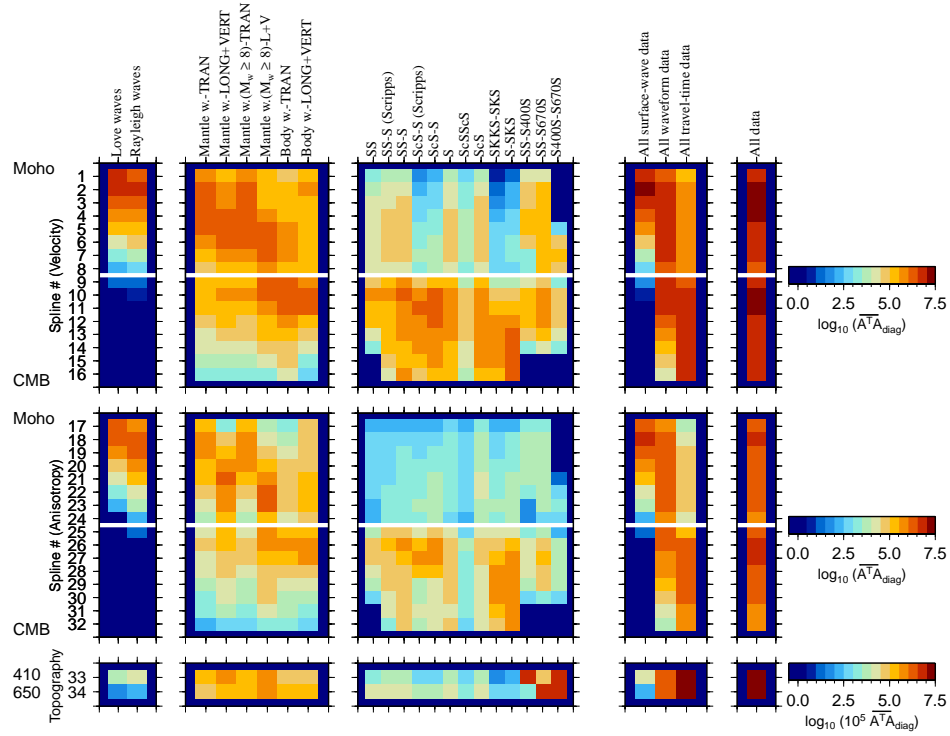 Love waves
Rayleigh waves
Mantle w.-TRAN
Mantle w.-LONG+VERT
Mantle w.(Mw ≥ 8)-TRAN
Mantle w.(Mw ≥ 8)-L+V
Body w.-TRAN
Body w.-LONG+VERT
SS
SS-S (Scripps)
SS-S
ScS-S (Scripps)
ScS-S
S
ScSScS
ScS
SKKS-SKS
S-SKS
SS-S400S
SS-S670S
S400S-S670S
All surface-wave data
All waveform data
All travel-time data
All data
Moho
Spline # (Velocity)
1
2
3
4
5
6
7
8
9
10
11
12
13
14
15
16
CMB
0.0 2.5 5.0 7.5
log10 (ATAdiag)
Moho
Spline # (Anisotropy)
17
18
19
20
21
22
23
24
25
26
27
28
29
30
31
32
CMB
0.0 2.5 5.0 7.5
log10 (ATAdiag)
Topography
410 33
650 34
0.0 2.5 5.0 7.5
log10 (10^5 ATAdiag)